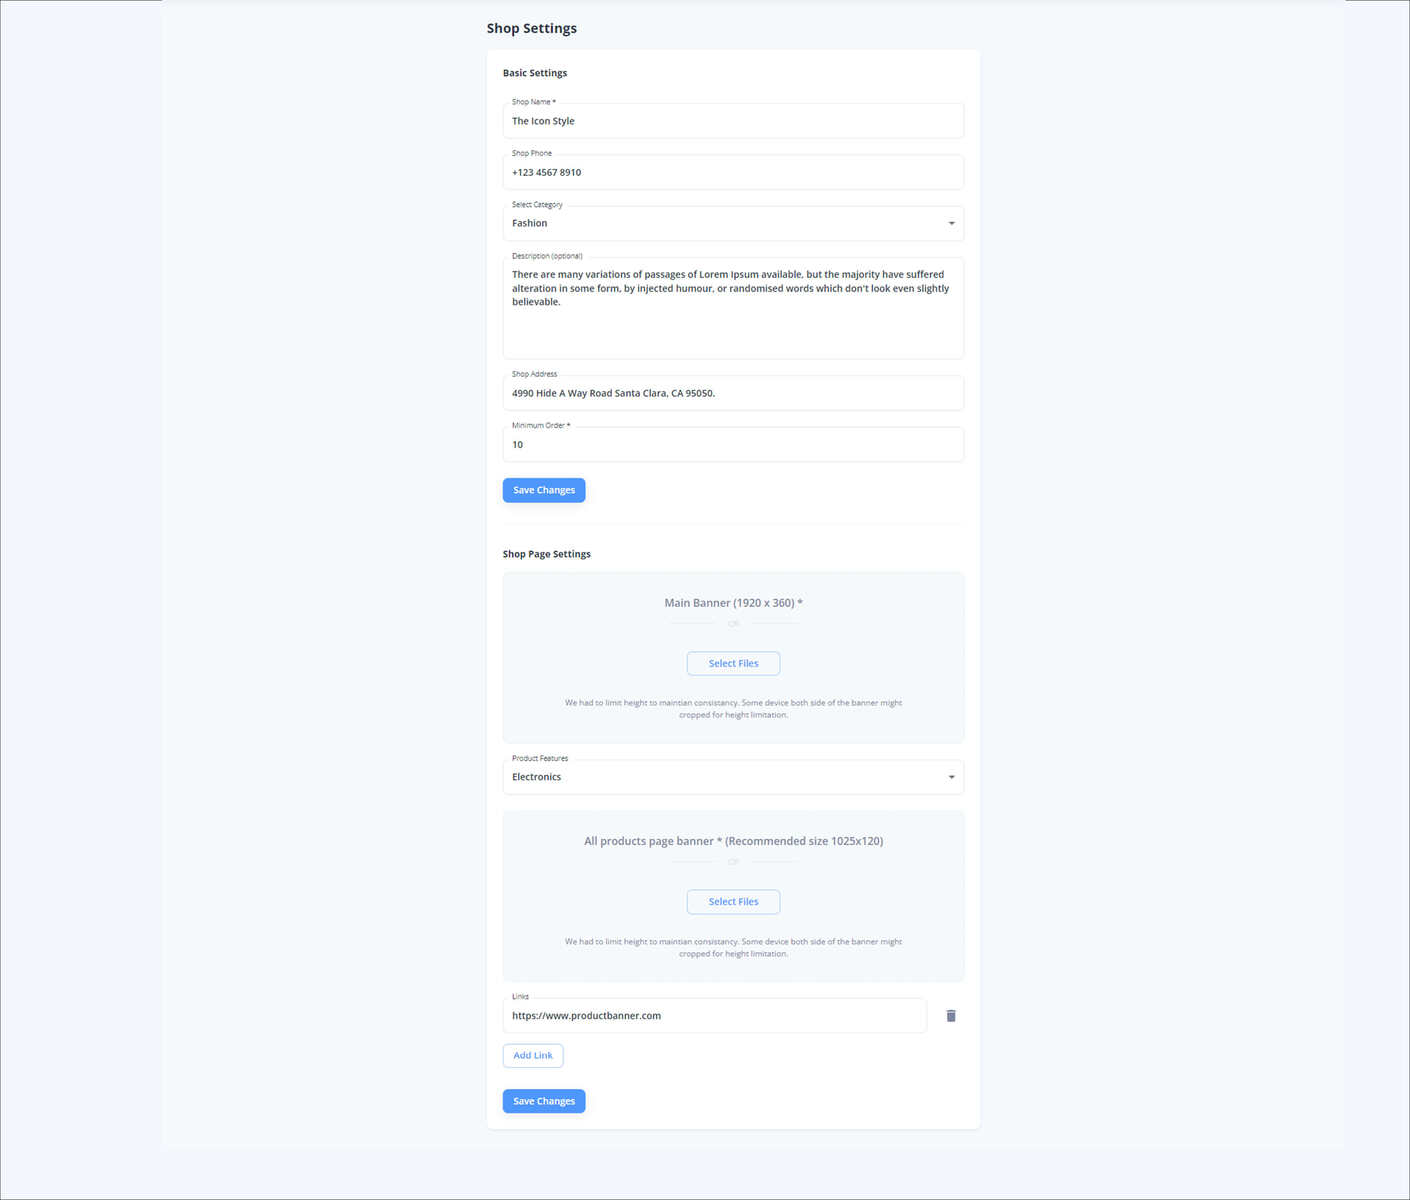 Shop Settings
Basic Settings
Shop Name *
The Icon Style
Shop Phone
+123 4567 8910
Select Category
Fashion
Description (optional)
There are many variations of passages of Lorem Ipsum available, but the majority have suffered
alteration in some form, by injected humour, or randomised words which don't look even slightly
believable.
Shop Address
4990 Hide A Way Road Santa Clara, CA 95050.
Minimum Order *
10
Save Changes
Shop Page Settings
Main Banner (1920 x 360) *
OR
Select Files
We had to limit height to maintian consistancy. Some device both side of the banner might
cropped for height limitation.
Product Features
Electronics
All products page banner * (Recommended size 1025x120)
OR
Select Files
We had to limit height to maintian consistancy. Some device both side of the banner might
cropped for height limitation.
Links
https://www.productbanner.com
Add Link
Save Changes